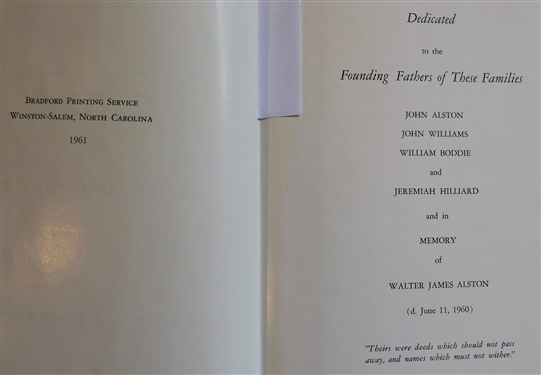 BRADFORD PRINTING SERVICE
WINSTON-SALEM, NORTH CAROLINA
1961
Dedicated
to the
Founding Fathers of These Families
JOHN ALSTON
JOHN WILLIAMS
WILLIAM BODDIE
and
JEREMIAH HILLIARD
and in
MEMORY
of
WALTER JAMES ALSTON
(d. June 11, 1960)
"Theirs were deeds which should not pass
away, and names which must not wither."